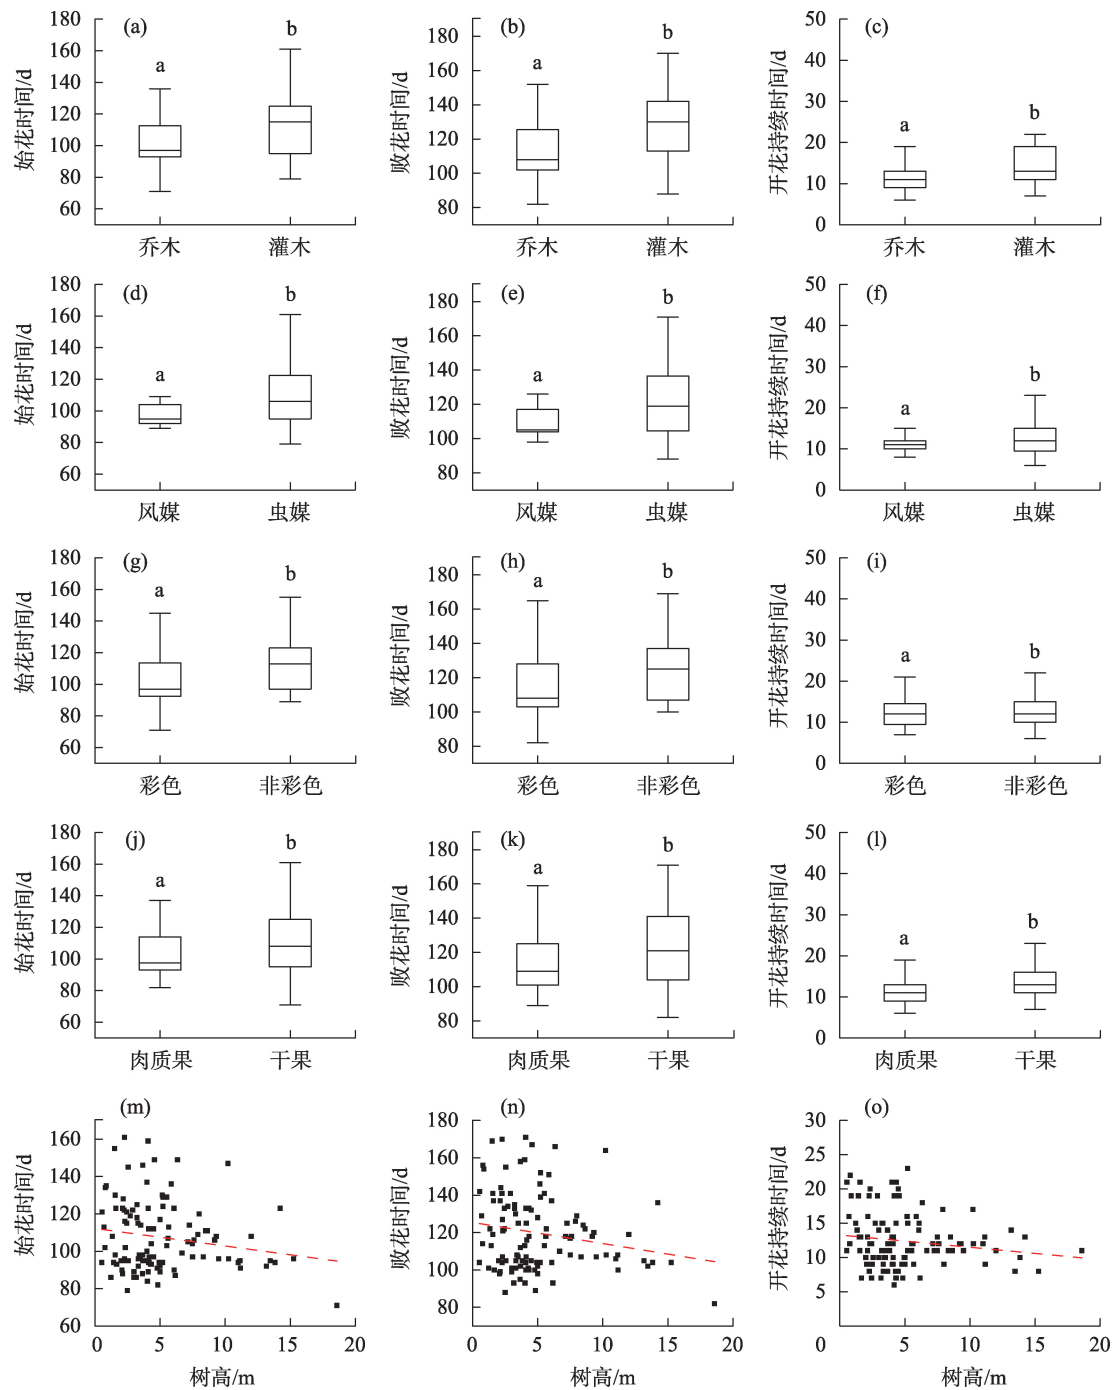 (a)
始花时间/d
180
160
140
120
100
80
60
a
b
乔木
灌木
(b)
败花时间/d
180
160
140
120
100
80
a
b
乔木
灌木
(c)
开花持续时间/d
50
40
30
20
10
0
a
b
乔木
灌木
(d)
始花时间/d
180
160
140
120
100
80
60
a
b
风媒
虫媒
(e)
败花时间/d
180
160
140
120
100
80
a
b
风媒
虫媒
(f)
开花持续时间/d
50
40
30
20
10
0
a
b
风媒
虫媒
(g)
始花时间/d
180
160
140
120
100
80
60
a
b
彩色
非彩色
(h)
败花时间/d
180
160
140
120
100
80
a
b
彩色
非彩色
(i)
开花持续时间/d
50
40
30
20
10
0
a
b
彩色
非彩色
(j)
始花时间/d
180
160
140
120
100
80
60
a
b
肉质果
干果
(k)
败花时间/d
180
160
140
120
100
80
a
b
肉质果
干果
(l)
开花持续时间/d
50
40
30
20
10
0
a
b
肉质果
干果
(m)
始花时间/d
160
140
120
100
80
60
0 5 10 15 20
树高/m
(n)
败花时间/d
180
160
140
120
100
80
0 5 10 15 20
树高/m
(o)
开花持续时间/d
30
25
20
15
10
5
0
0 5 10 15 20
树高/m